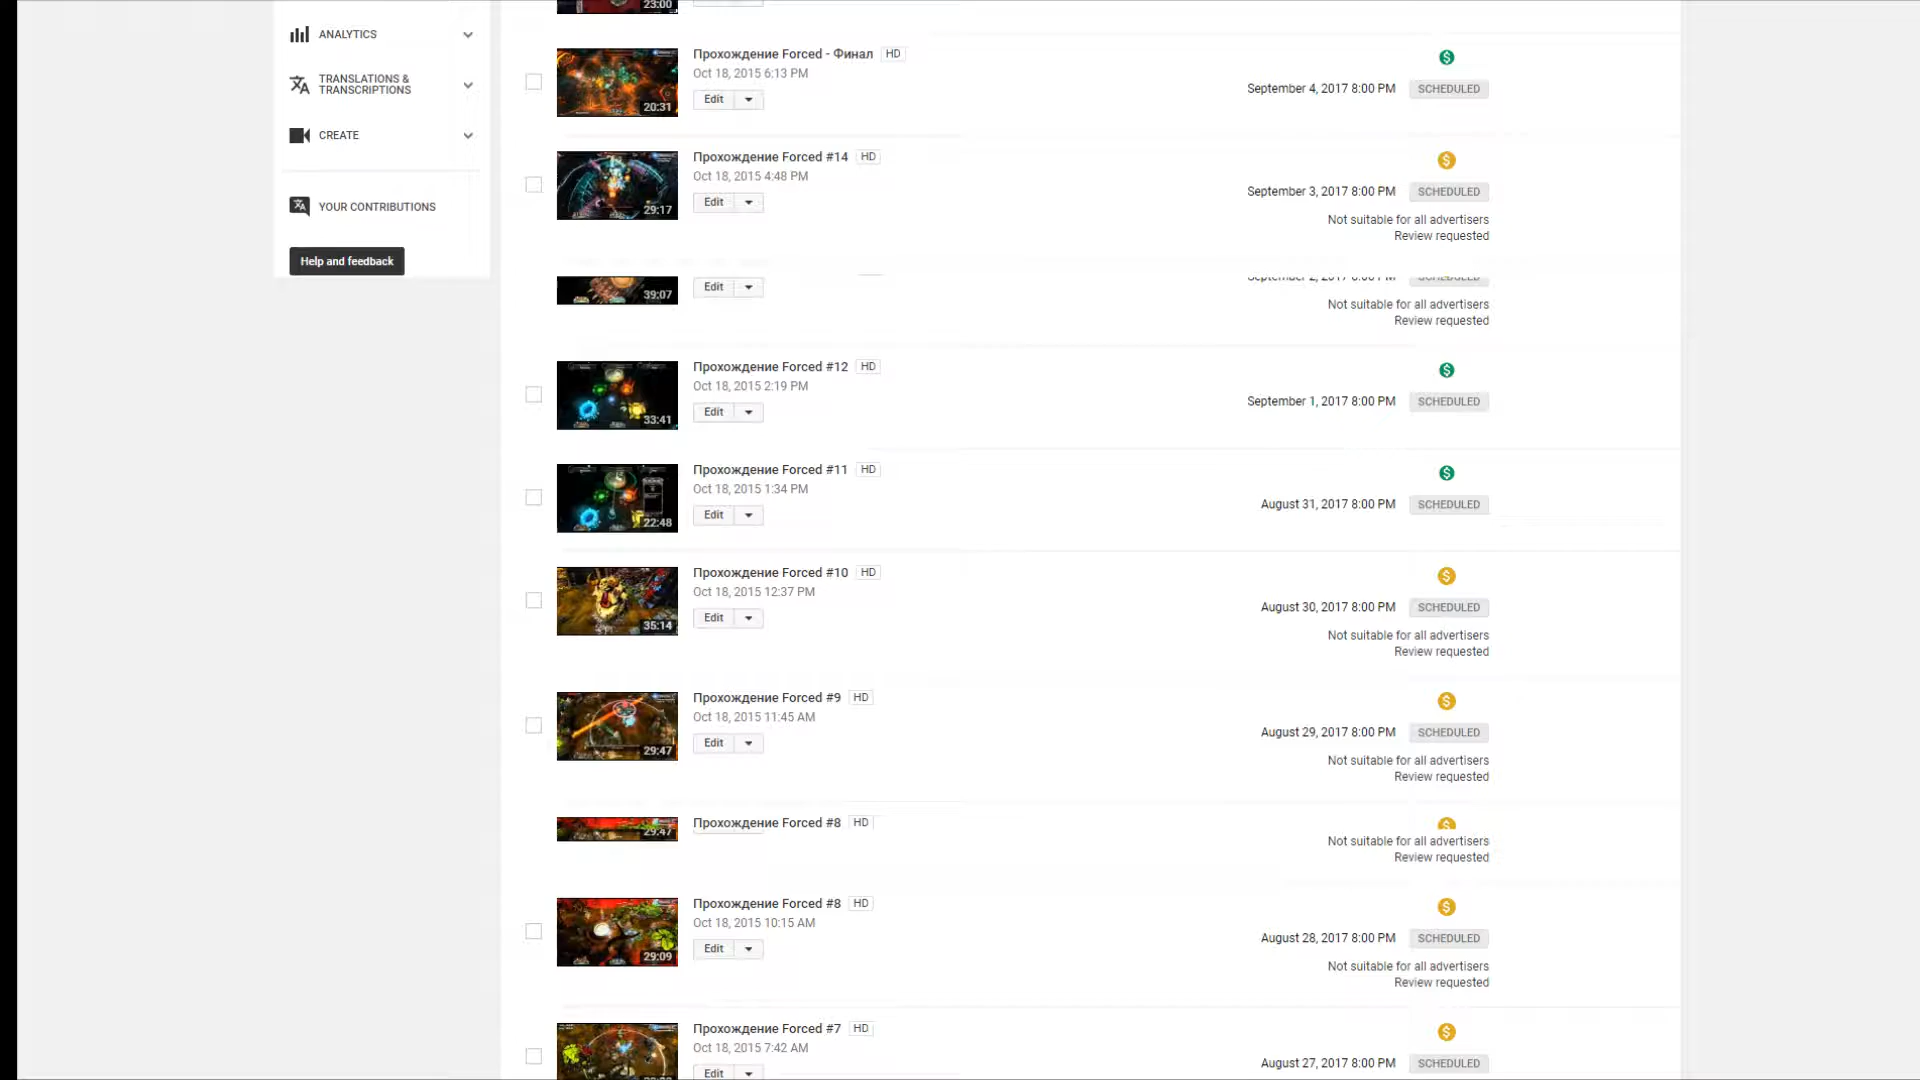 ANALYTICS
TRANSLATIONS &
TRANSCRIPTIONS
CREATE
YOUR CONTRIBUTIONS
Help and feedback
23:00
Прохождение Forced - Финал HD
Oct 18, 2015 6:13 PM
Edit
20:31
September 4, 2017 8:00 PM SCHEDULED
Прохождение Forced #14 HD
Oct 18, 2015 4:48 PM
Edit
29:17
September 3, 2017 8:00 PM SCHEDULED
Not suitable for all advertisers
Review requested
September 2, 2017 8:00 PM SCHEDULED
Edit
39:07
Not suitable for all advertisers
Review requested
Прохождение Forced #12 HD
Oct 18, 2015 2:19 PM
Edit
33:41
September 1, 2017 8:00 PM SCHEDULED
Прохождение Forced #11 HD
Oct 18, 2015 1:34 PM
Edit
22:48
August 31, 2017 8:00 PM SCHEDULED
Прохождение Forced #10 HD
Oct 18, 2015 12:37 PM
Edit
35:14
August 30, 2017 8:00 PM SCHEDULED
Not suitable for all advertisers
Review requested
Прохождение Forced #9 HD
Oct 18, 2015 11:45 AM
Edit
29:47
August 29, 2017 8:00 PM SCHEDULED
Not suitable for all advertisers
Review requested
Прохождение Forced #8 HD
29:47
Not suitable for all advertisers
Review requested
Прохождение Forced #8 HD
Oct 18, 2015 10:15 AM
Edit
29:09
August 28, 2017 8:00 PM SCHEDULED
Not suitable for all advertisers
Review requested
Прохождение Forced #7 HD
Oct 18, 2015 7:42 AM
Edit
August 27, 2017 8:00 PM SCHEDULED